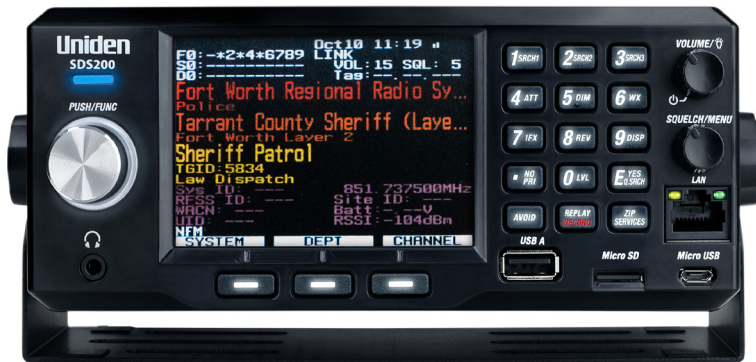 Uniden
SDS200
PUSH/FUNC
Oct10 11:19
F0:-*2*4*6789 LINK
S0:---------- VOL:15 SQL: 5
D0:---------- Tag:---.---.---
Fort Worth Regional Radio Sy...
Police
Tarrant County Sheriff (Laye...
Fort Worth Layer 2
Sheriff Patrol
TGID:5834
Law Dispatch
Sys ID: --- 851.737500MHz
RFSS ID: --- Site ID: ---
WACN: --- Batt:- --V
UID: --- RSSI:-104dBm
NFM
SYSTEM DEPT CHANNEL
1 SRCH1 2 SRCH2 3 SRCH3
4 ATT 5 DIM 6 WX
7 IFX 8 REV 9 DISP
. NO PRI 0 LVL E YES Q.SRCH
AVOID REPLAY RECORD ZIP SERVICES
VOLUME/
SQUELCH/MENU
LAN
USB A
Micro SD
Micro USB